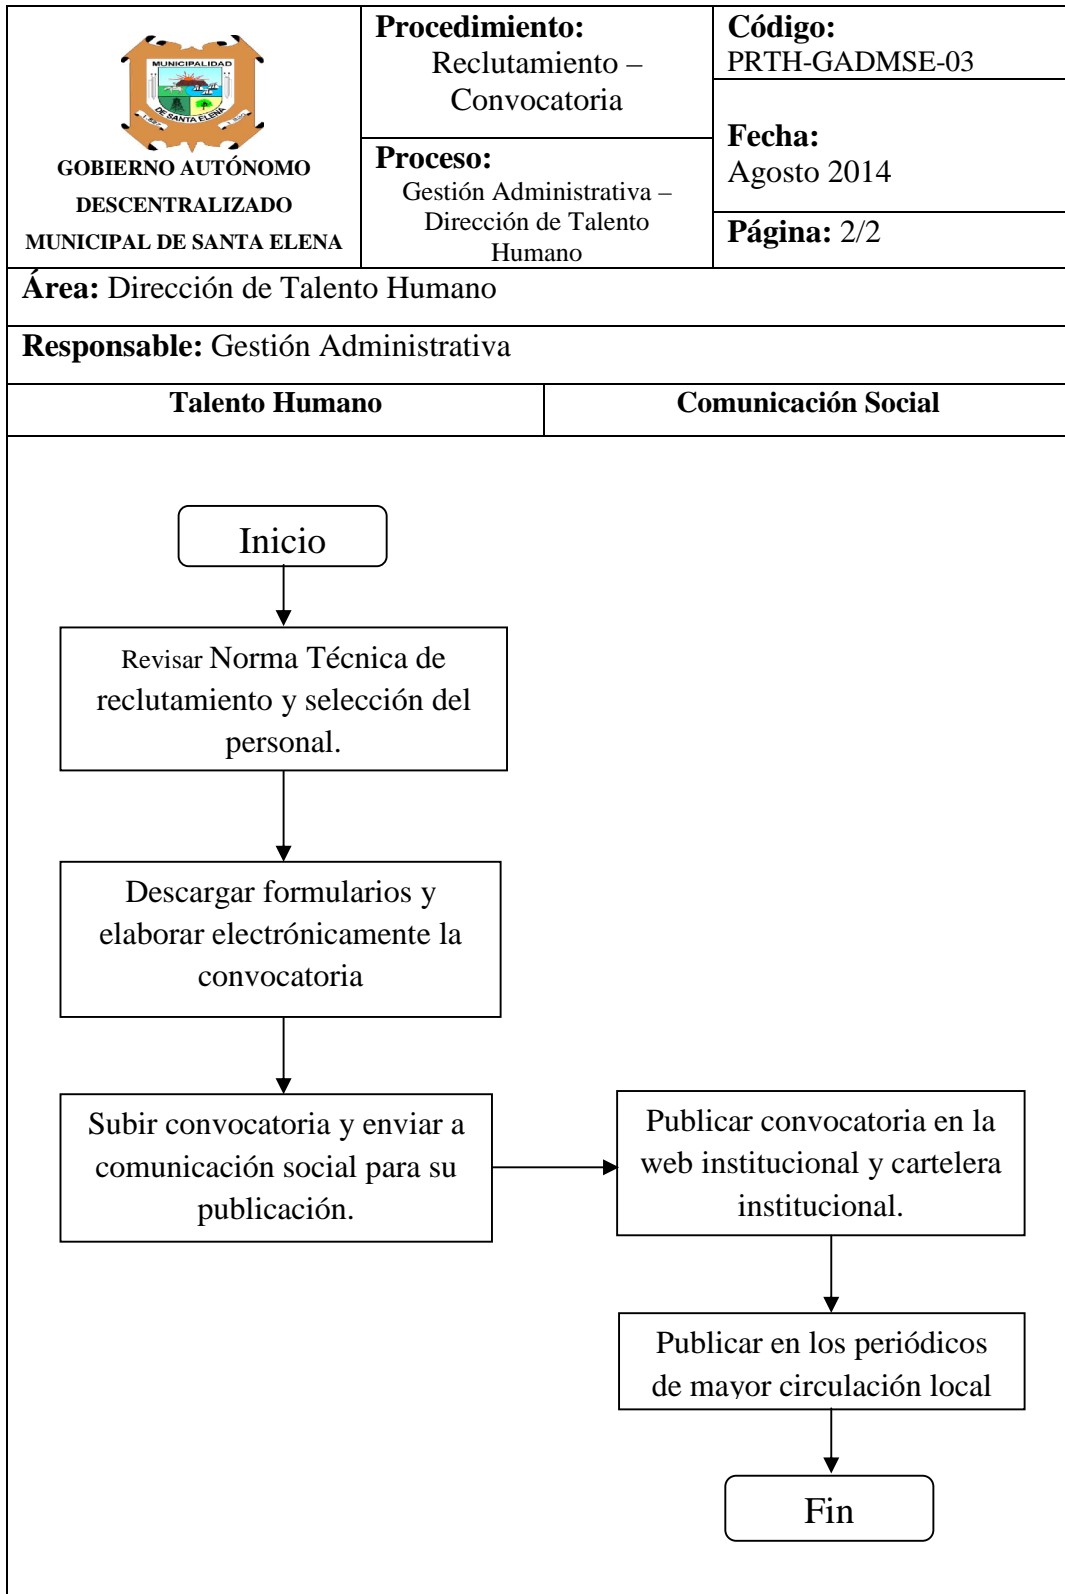 MUNICIPALIDAD
DE SANTA ELENA
GOBIERNO AUTÓNOMO
DESCENTRALIZADO
MUNICIPAL DE SANTA ELENA
Procedimiento:
Reclutamiento –
Convocatoria
Proceso:
Gestión Administrativa –
Dirección de Talento
Humano
Código:
PRTH-GADMSE-03
Fecha:
Agosto 2014
Página: 2/2
Área: Dirección de Talento Humano
Responsable: Gestión Administrativa
Talento Humano
Comunicación Social
Inicio
Revisar Norma Técnica de
reclutamiento y selección del
personal.
Descargar formularios y
elaborar electrónicamente la
convocatoria
Subir convocatoria y enviar a
comunicación social para su
publicación.
Publicar convocatoria en la
web institucional y cartelera
institucional.
Publicar en los periódicos
de mayor circulación local
Fin